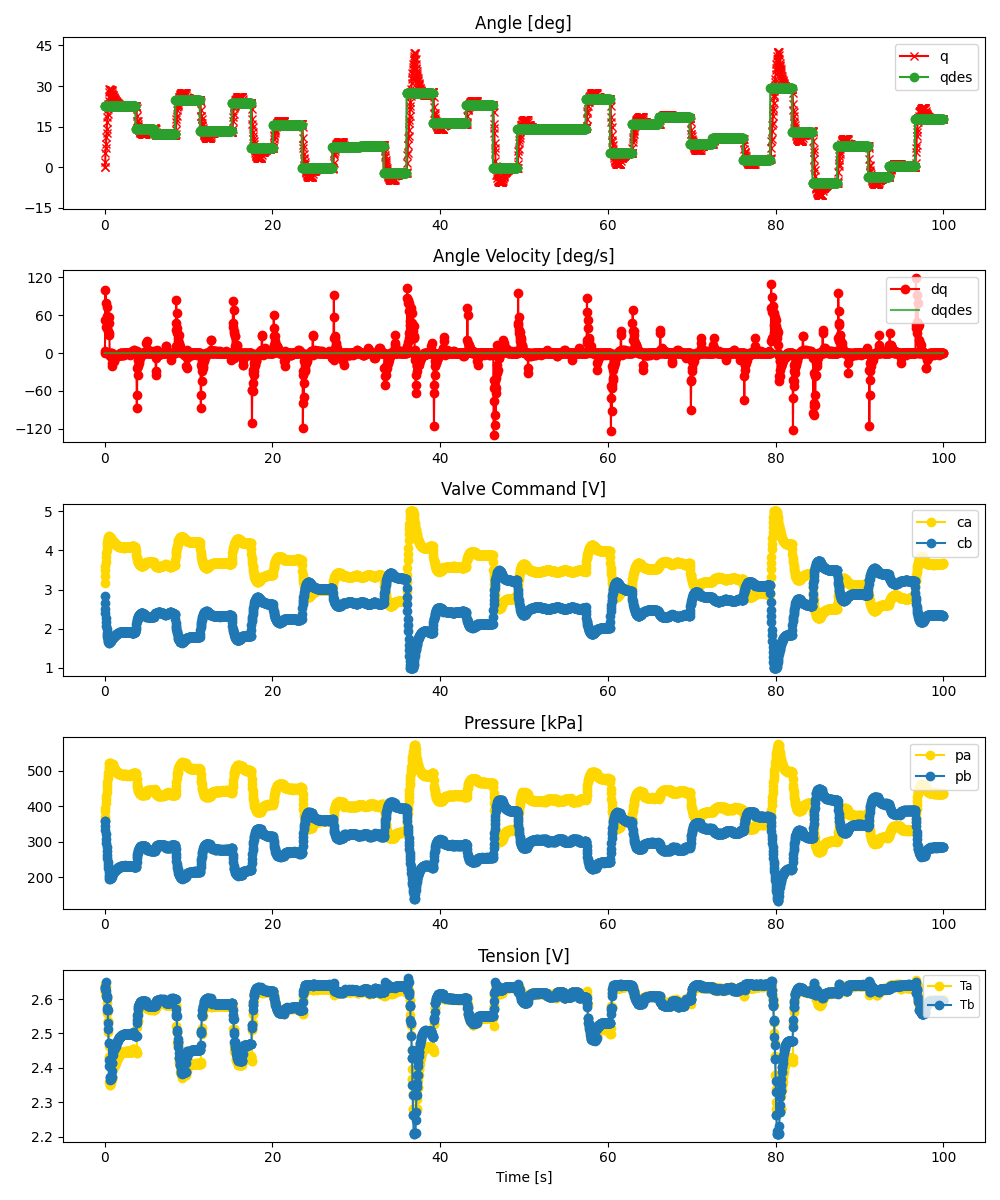 Angle [deg]
45
30
15
0
−15
q
qdes
0 20 40 60 80 100
Angle Velocity [deg/s]
120
60
0
−60
−120
dq
dqdes
0 20 40 60 80 100
Valve Command [V]
5
4
3
2
1
ca
cb
0 20 40 60 80 100
Pressure [kPa]
500
400
300
200
pa
pb
0 20 40 60 80 100
Tension [V]
2.6
2.5
2.4
2.3
2.2
Ta
Tb
0 20 40 60 80 100
Time [s]